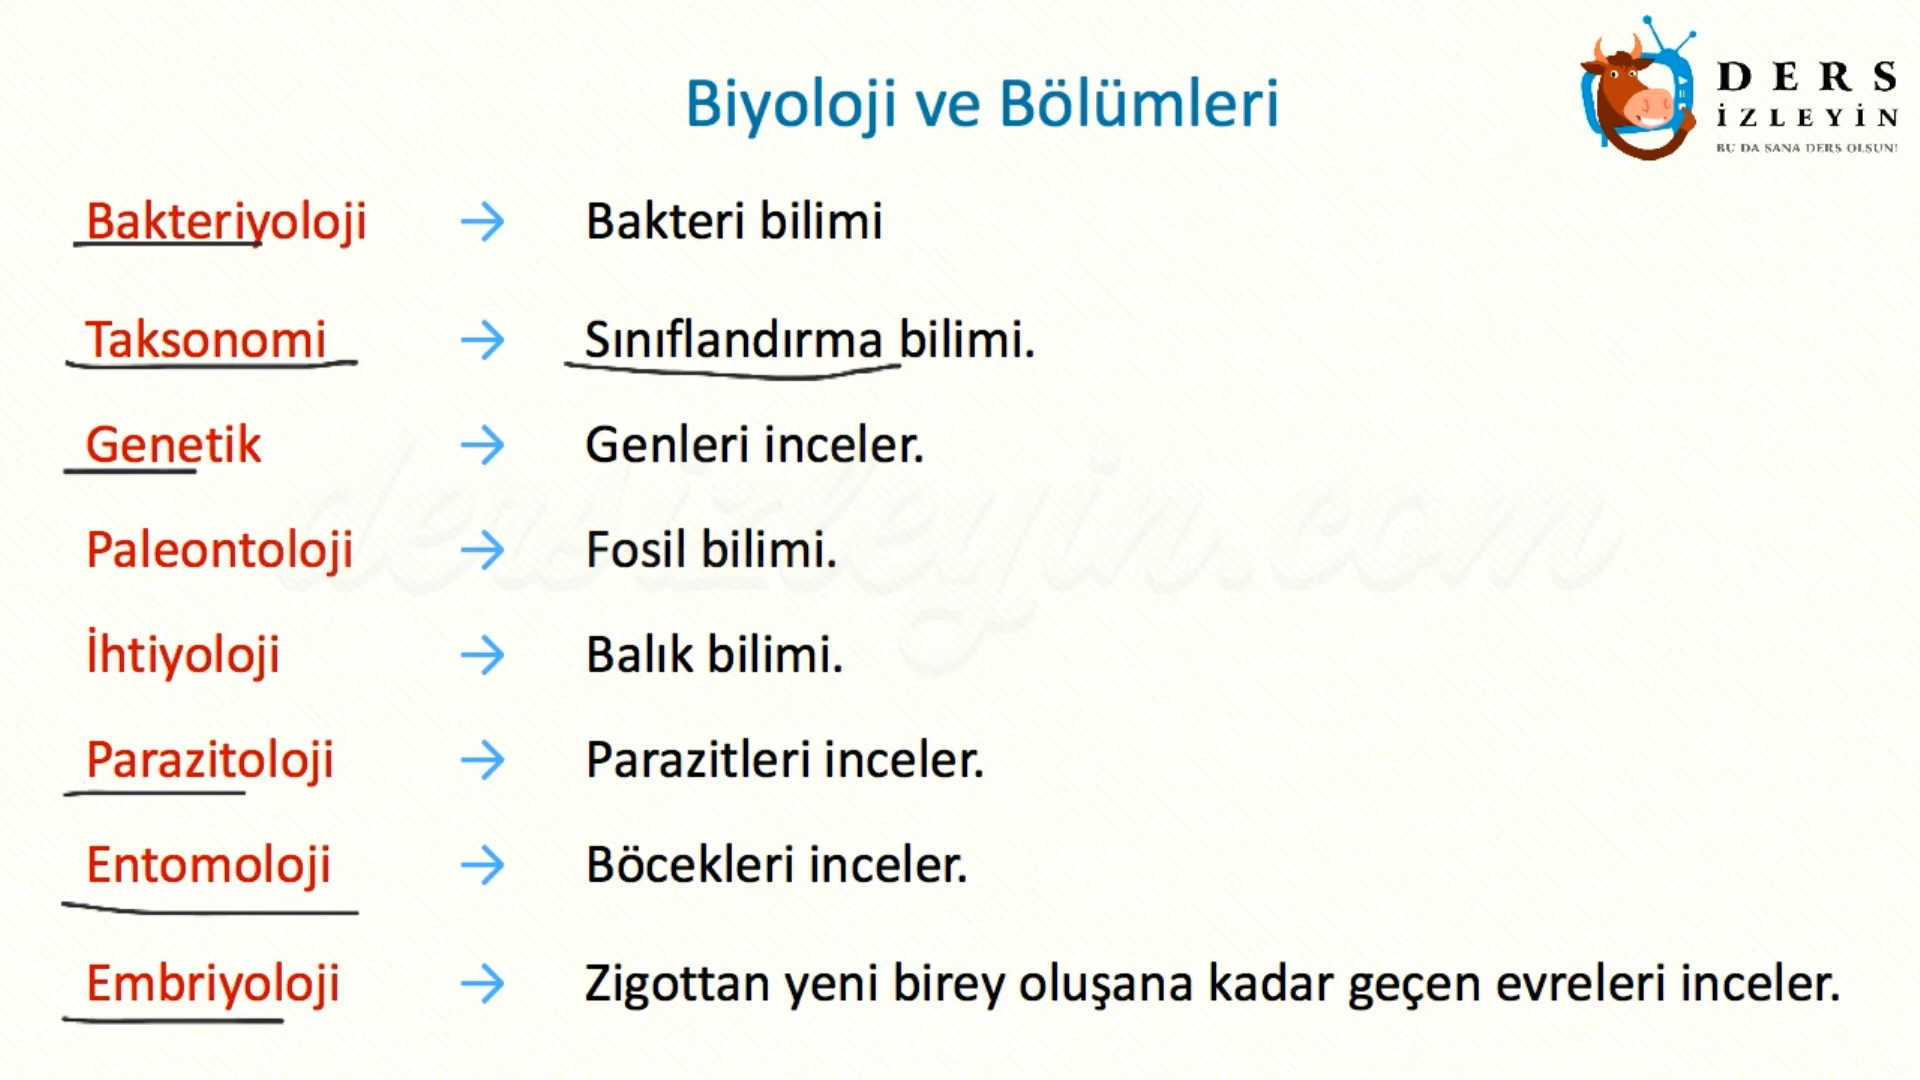 Biyoloji ve Bölümleri
DERS
İZLEYİN
BU DA SANA DERS OLSUN!
Bakteriyoloji → Bakteri bilimi
Taksonomi → Sınıflandırma bilimi.
Genetik → Genleri inceler.
Paleontoloji → Fosil bilimi.
İhtiyoloji → Balık bilimi.
Parazitoloji → Parazitleri inceler.
Entomoloji → Böcekleri inceler.
Embriyoloji → Zigottan yeni birey oluşana kadar geçen evreleri inceler.
dersizleyin.com